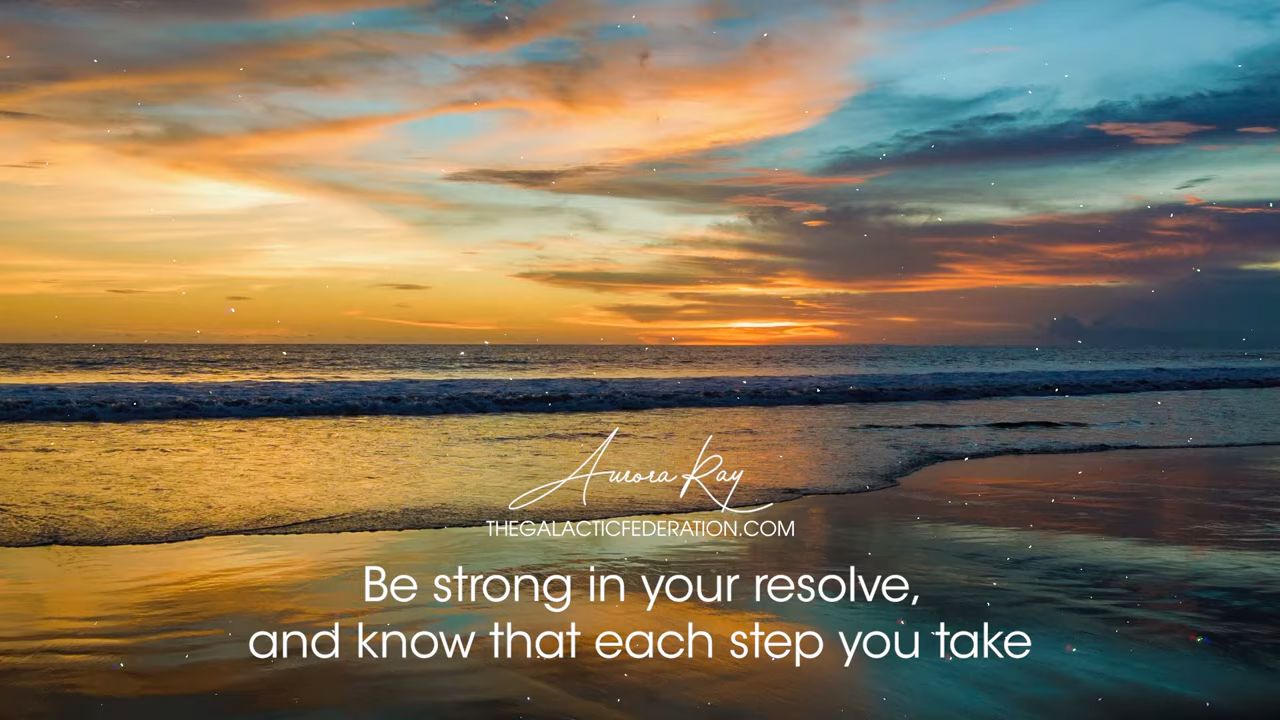 Aurora Ray
THEGALACTICFEDERATION.COM
Be strong in your resolve,
and know that each step you take